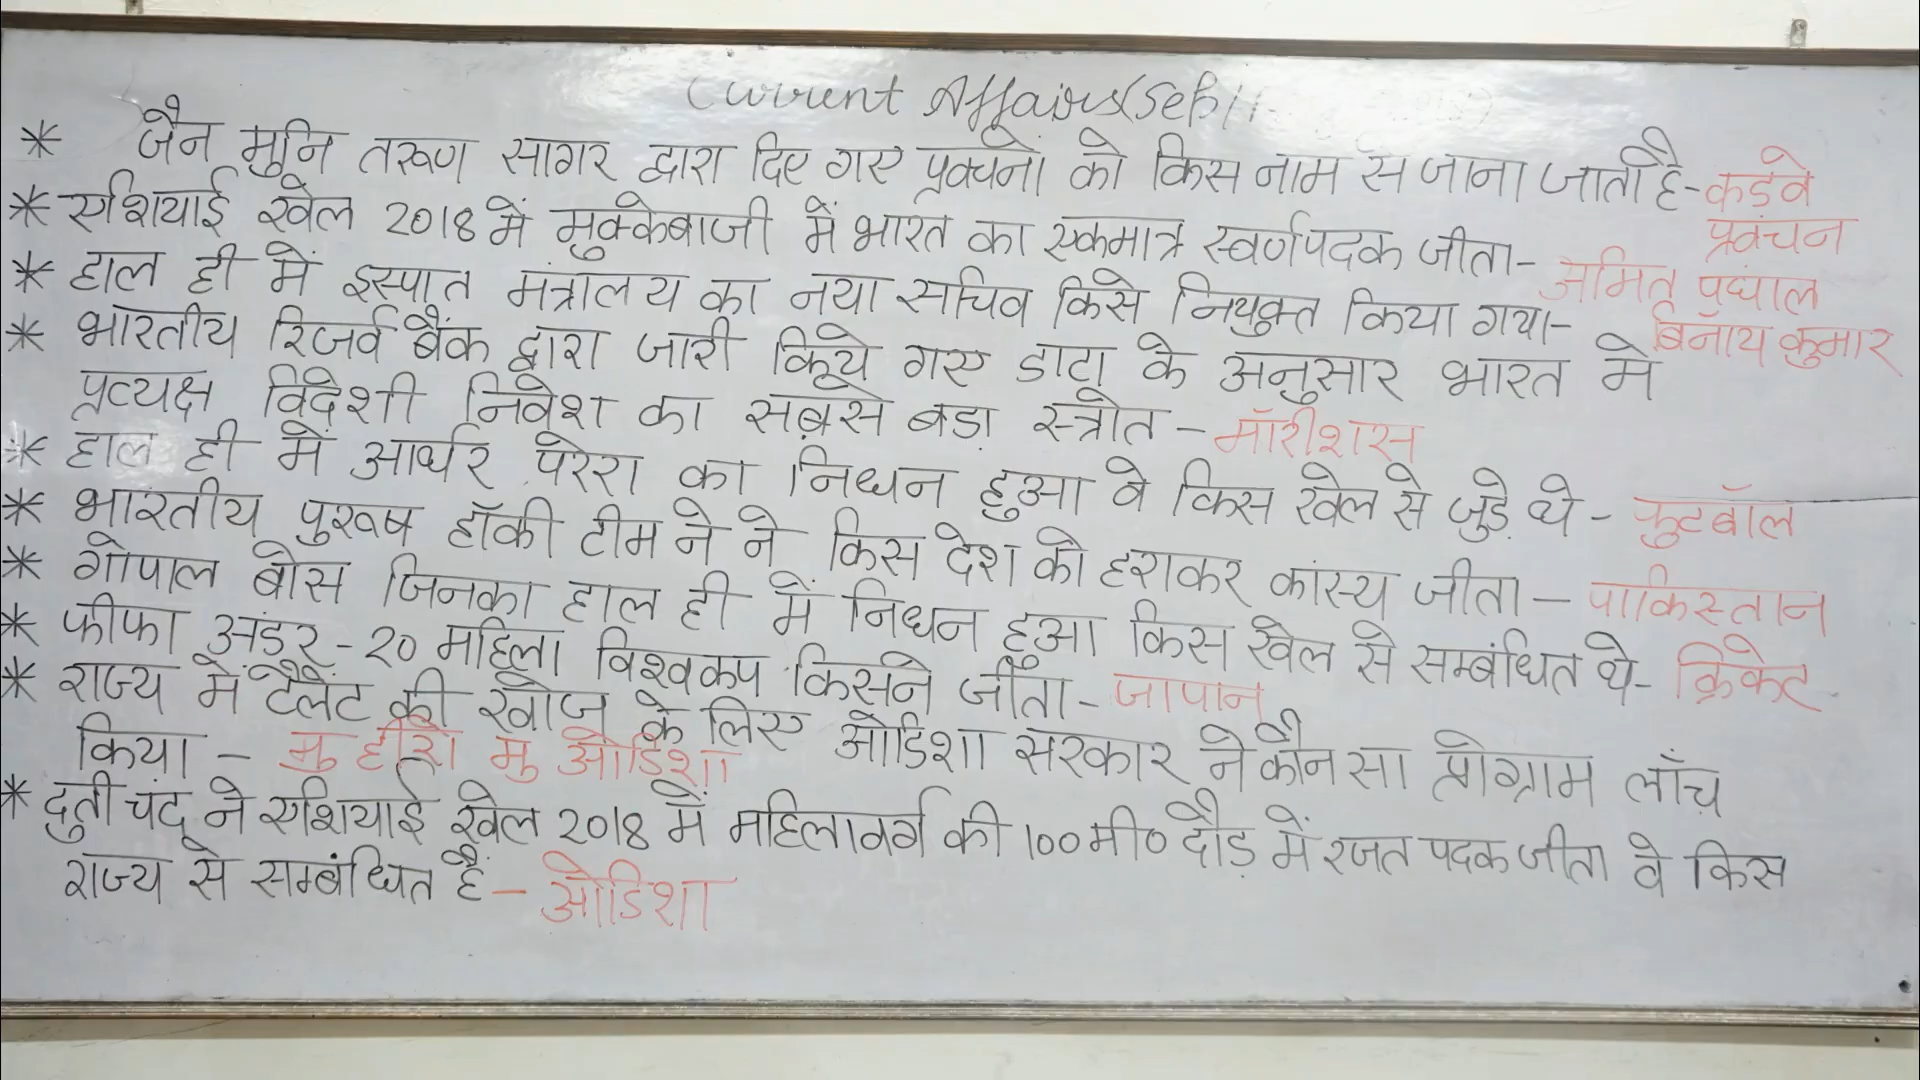 Current Affairs(Sep
* जैन मुनि तरूण सागर द्वारा दिए गए प्रवचनों को किस नाम से जाना जाता है- कड़वे प्रवचन
* एशियाई खेल 2018 में मुक्केबाजी में भारत का एकमात्र स्वर्णपदक जीता- अमित पंघाल
* हाल ही में इस्पात मंत्रालय का नया सचिव किसे नियुक्त किया गया- बिनॉय कुमार
* भारतीय रिजर्व बैंक द्वारा जारी किये गए डाटा के अनुसार भारत में
प्रत्यक्ष विदेशी निवेश का सबसे बडा स्त्रोत - मॉरीशस
* हाल ही में आर्थर परेरा का निधन हुआ वे किस खेल से जुड़े थे - फुटबॉल
* भारतीय पुरूष हॉकी टीम ने ने किस देश को हराकर कांस्य जीता - पाकिस्तान
* गोपाल बोस जिनका हाल ही में निधन हुआ किस खेल से सम्बंधित थे- क्रिकेट
* फीफा अंडर-20 महिला विश्वकप किसने जीता- जापान
* राज्य में टैलेंट की खोज के लिए ओडिशा सरकार ने कौन सा प्रोग्राम लाँच
किया - मु हीरो मु ओडिशा
* दुती चंद ने एशियाई खेल 2018 में महिलावर्ग की 100मी० दौड़ में रजत पदक जीता वे किस
राज्य से सम्बंधित है - ओडिशा